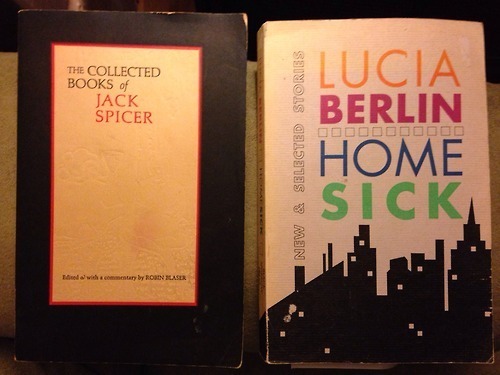 THE COLLECTED
BOOKS of
JACK
SPICER
Edited & with a commentary by ROBIN BLASER
LUCIA
BERLIN
HOME
SICK
NEW & SELECTED STORIES